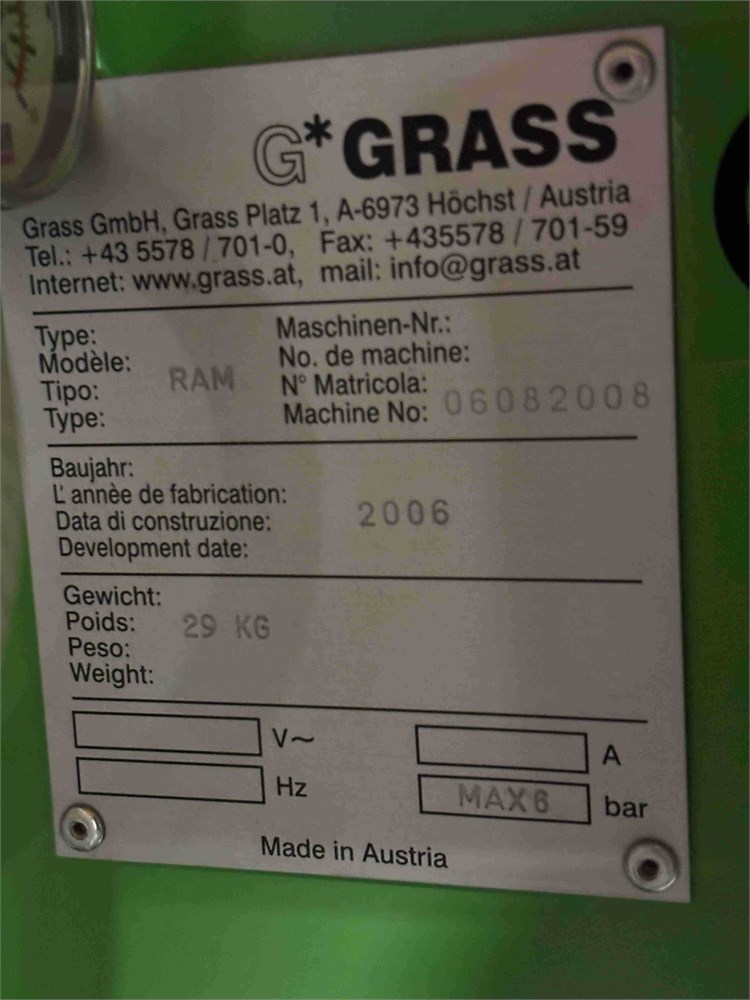 G*GRASS
Grass GmbH, Grass Platz 1, A-6973 Höchst / Austria
Tel.: +43 5578 / 701-0, Fax: +435578 / 701-59
Internet: www.grass.at, mail: info@grass.at
Type: Maschinen-Nr.:
Modèle: No. de machine:
RAM
Tipo: N° Matricola:
Type: Machine No: 06082008
Baujahr:
L' annèe de fabrication:
Data di construzione: 2006
Development date:
Gewicht:
Poids: 29 KG
Peso:
Weight:
V~ A
Hz MAX6 bar
Made in Austria